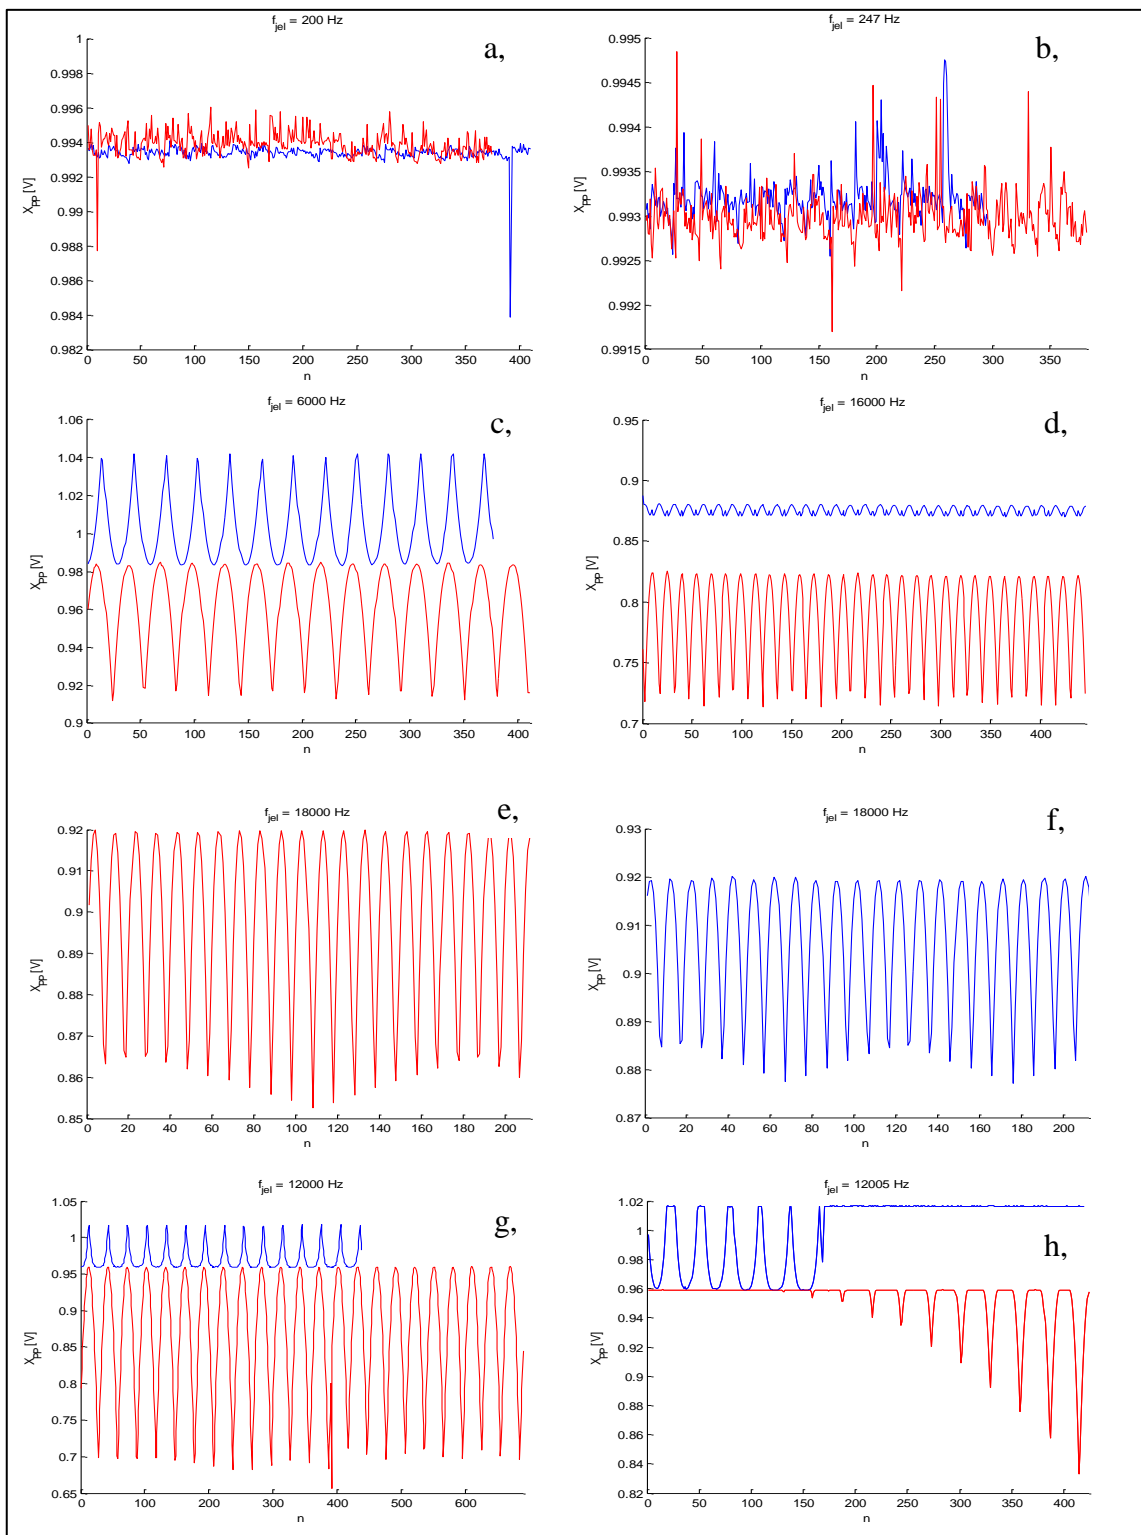 f_jel = 200 Hz
a,
1
0.998
0.996
0.994
0.992
0.99
0.988
0.986
0.984
0.982
X_pp [V]
0 50 100 150 200 250 300 350 400
n
f_jel = 247 Hz
b,
0.995
0.9945
0.994
0.9935
0.993
0.9925
0.992
0.9915
X_pp [V]
0 50 100 150 200 250 300 350
n
f_jel = 6000 Hz
c,
1.06
1.04
1.02
1
0.98
0.96
0.94
0.92
0.9
X_pp [V]
0 50 100 150 200 250 300 350 400
n
f_jel = 16000 Hz
d,
0.95
0.9
0.85
0.8
0.75
0.7
X_pp [V]
0 50 100 150 200 250 300 350 400
n
f_jel = 18000 Hz
e,
0.92
0.91
0.9
0.89
0.88
0.87
0.86
0.85
X_pp [V]
0 20 40 60 80 100 120 140 160 180 200
n
f_jel = 18000 Hz
f,
0.93
0.92
0.91
0.9
0.89
0.88
0.87
X_pp [V]
0 20 40 60 80 100 120 140 160 180 200
n
f_jel = 12000 Hz
g,
1.05
1
0.95
0.9
0.85
0.8
0.75
0.7
0.65
X_pp [V]
0 100 200 300 400 500 600
n
f_jel = 12005 Hz
h,
1.02
1
0.98
0.96
0.94
0.92
0.9
0.88
0.86
0.84
0.82
X_pp [V]
0 50 100 150 200 250 300 350 400
n